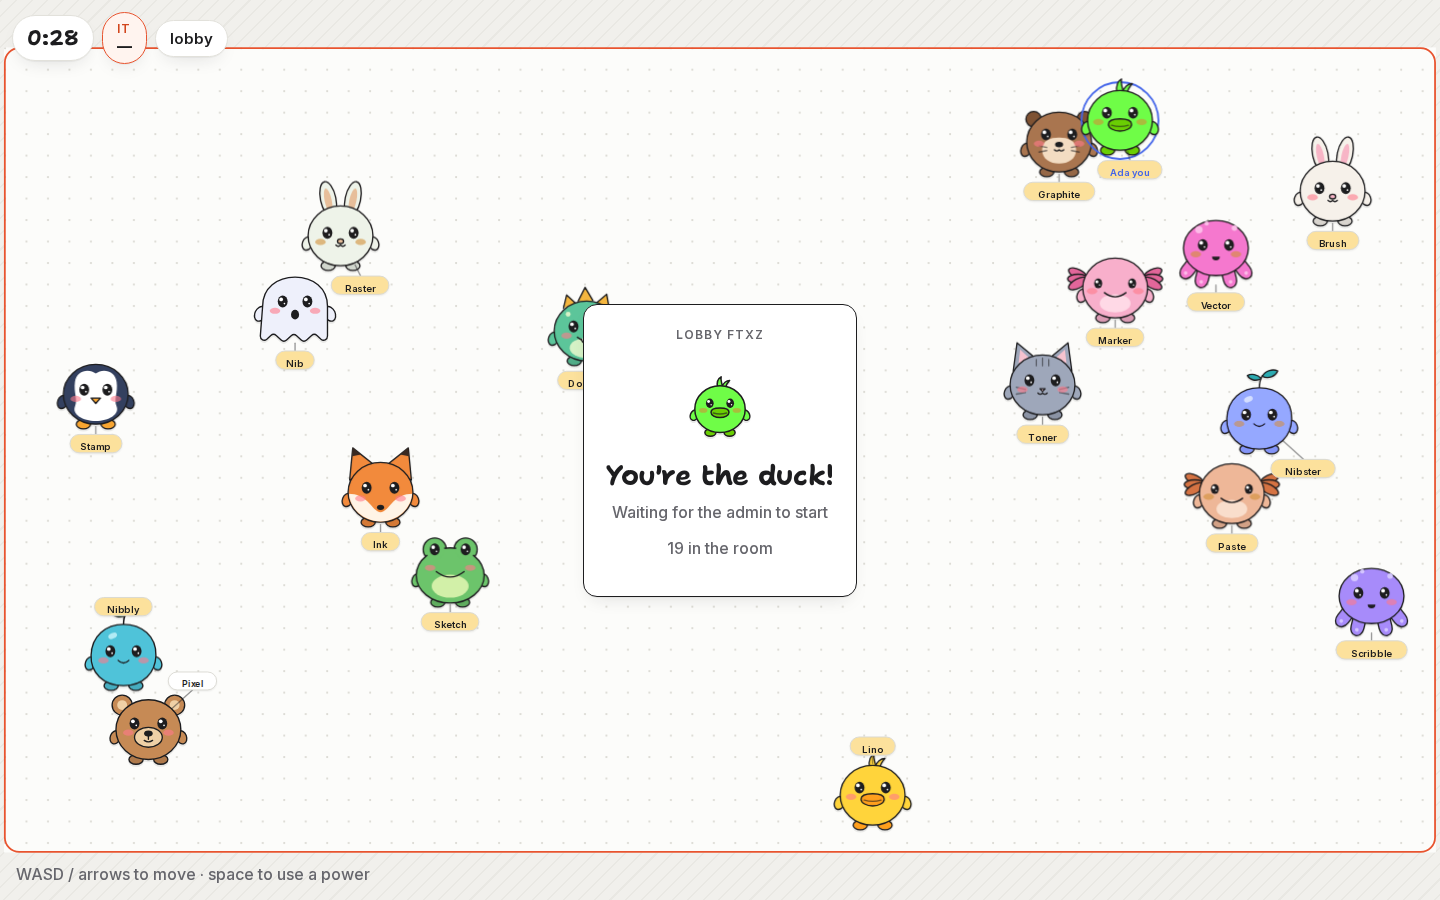 0:28
IT
—
lobby
Ada you
Graphite
Brush
Raster
Vector
Marker
Nib
LOBBY FTXZ
Toner
Stamp
Nibster
You're the duck!
Waiting for the admin to start
19 in the room
Ink
Paste
Nibbly
Sketch
Scribble
Pixel
Lino
WASD / arrows to move · space to use a power